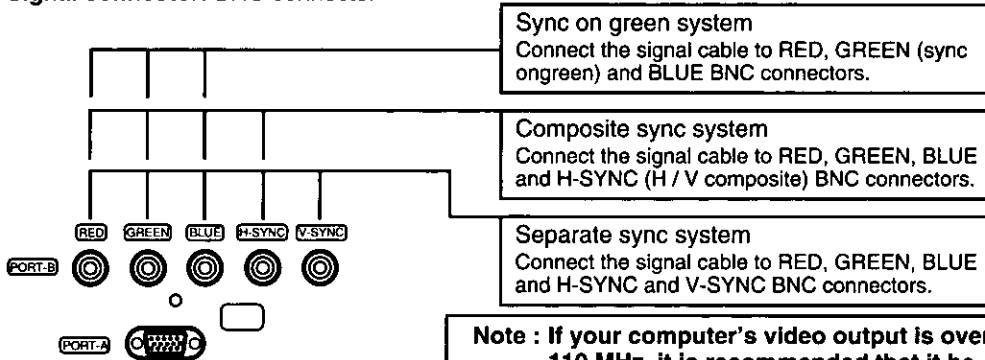 Signal connector: BNC connector
Sync on green system
Connect the signal cable to RED, GREEN (sync
ongreen) and BLUE BNC connectors.
Composite sync system
Connect the signal cable to RED, GREEN, BLUE
and H-SYNC (H / V composite) BNC connectors.
Separate sync system
Connect the signal cable to RED, GREEN, BLUE
and H-SYNC and V-SYNC BNC connectors.
RED GREEN BLUE H-SYNC V-SYNC
PORT-B
PORT-A
Note : If your computer's video output is over
110 MHz, it is recommended that it be